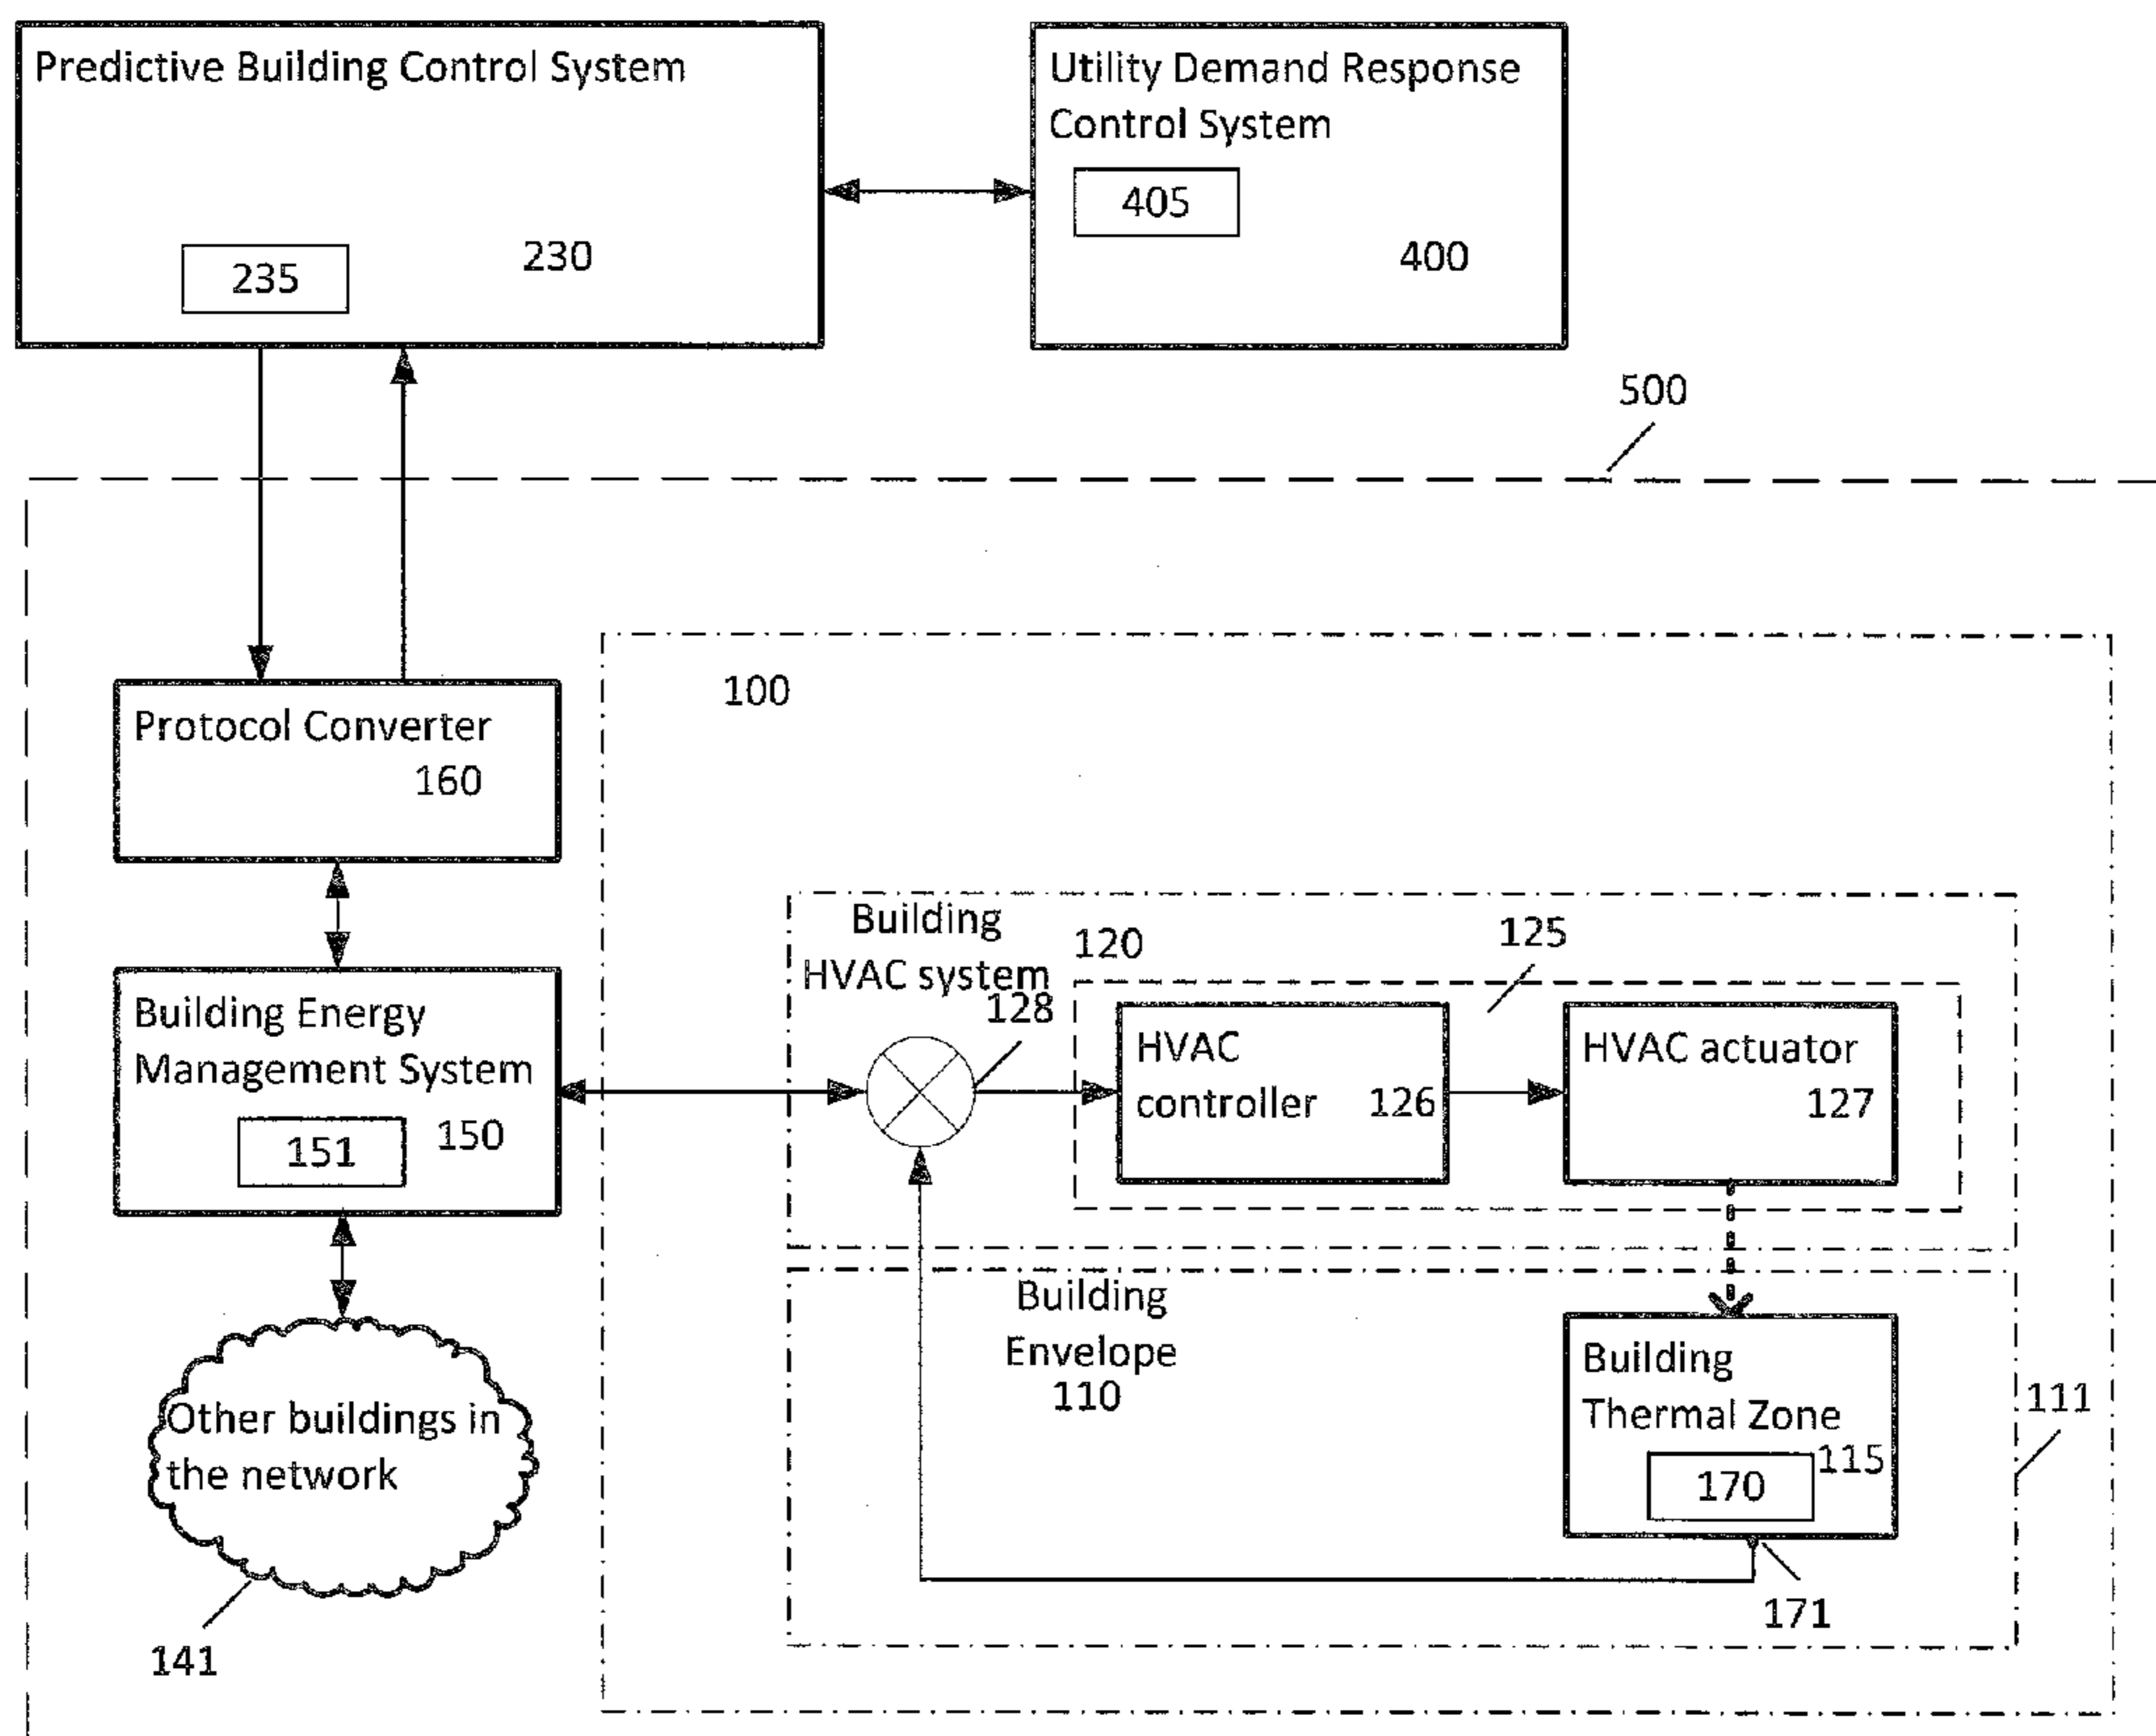 Predictive Building Control System
235
230
Utility Demand Response
Control System
405
400
500
Protocol Converter
160
100
Building Energy
Management System
151
150
Building
HVAC system
120
128
125
HVAC
controller
126
HVAC actuator
127
Building
Envelope
110
Building
Thermal Zone
115
170
111
171
Other buildings in
the network
141